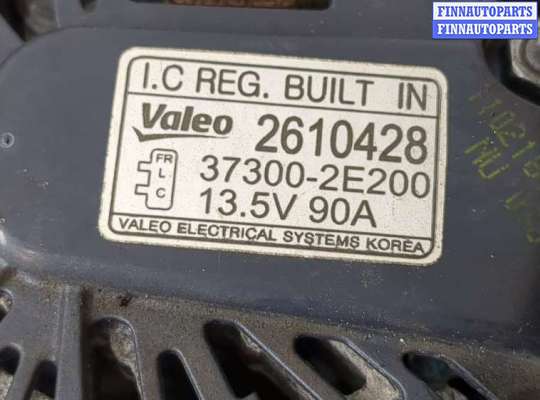 FINNAUTOPARTS
FINNAUTOPARTS
I.C REG. BUILT IN
Valeo 2610428
FR
L
C
37300-2E200
13.5V 90A
VALEO ELECTRICAL SYSTEMS KOREA